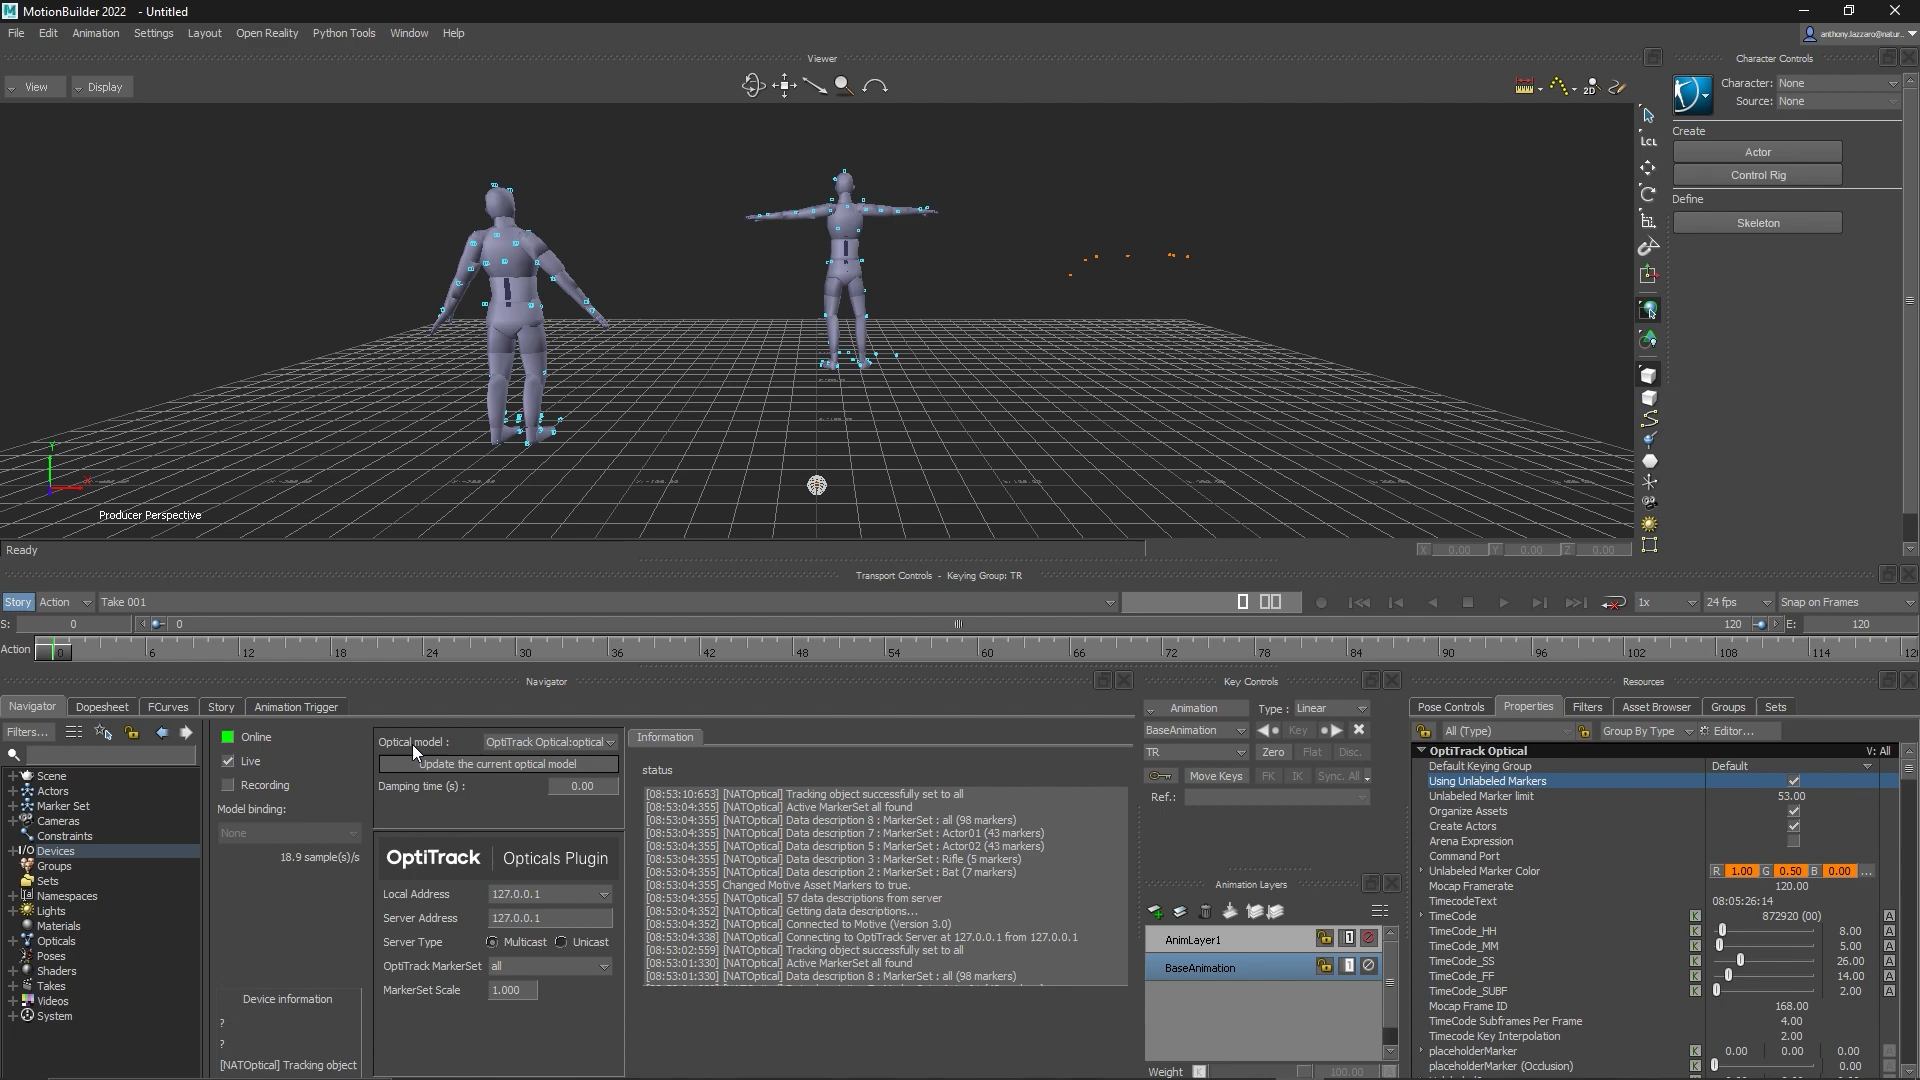 MotionBuilder 2022 - Untitled
File Edit Animation Settings Layout Open Reality Python Tools Window Help
anthony.lazzaro@natur..
Viewer
Character Controls
View Display
2D
Character: None
Source: None
Create
Actor
Control Rig
Define
Skeleton
LCL
Y
X
Producer Perspective
Ready
X 0.00 Y 0.00 Z 0.00
Transport Controls - Keying Group: TR
Story Action Take 001
1x 24 fps Snap on Frames
S: 0 0 120 E: 120
Action 0 6 12 18 24 30 36 42 48 54 60 66 72 78 84 90 96 102 108 114 120
Navigator
Navigator Dopesheet FCurves Story Animation Trigger
Filters...
Scene
Actors
Marker Set
Cameras
Constraints
I/O Devices
Groups
Sets
Namespaces
Lights
Materials
Opticals
Poses
Shaders
Takes
Videos
System
Online
Live
Recording
Model binding:
None
18.9 sample(s)/s
Device information
?
?
[NATOptical] Tracking object
Optical model : OptiTrack Optical:optical
Update the current optical model
Damping time (s) : 0.00
OptiTrack | Opticals Plugin
Local Address 127.0.0.1
Server Address 127.0.0.1
Server Type Multicast Unicast
OptiTrack MarkerSet all
MarkerSet Scale 1.000
Information
status
[08:53:10:653] [NATOptical] Tracking object successfully set to all
[08:53:04:355] [NATOptical] Active MarkerSet all found
[08:53:04:355] [NATOptical] Data description 8 : MarkerSet : all (98 markers)
[08:53:04:355] [NATOptical] Data description 7 : MarkerSet : Actor01 (43 markers)
[08:53:04:355] [NATOptical] Data description 5 : MarkerSet : Actor02 (43 markers)
[08:53:04:355] [NATOptical] Data description 3 : MarkerSet : Rifle (5 markers)
[08:53:04:355] [NATOptical] Data description 2 : MarkerSet : Bat (7 markers)
[08:53:04:355] Changed Motive Asset Markers to true.
[08:53:04:355] [NATOptical] 57 data descriptions from server
[08:53:04:352] [NATOptical] Getting data descriptions...
[08:53:04:352] [NATOptical] Connected to Motive (Version 3.0)
[08:53:04:338] [NATOptical] Connecting to OptiTrack Server at 127.0.0.1 from 127.0.0.1
[08:53:02:559] [NATOptical] Tracking object successfully set to all
[08:53:01:330] [NATOptical] Active MarkerSet all found
[08:53:01:330] [NATOptical] Data description 8 : MarkerSet : all (98 markers)
Key Controls
Animation Type : Linear
BaseAnimation Key
TR Zero Flat Disc.
Move Keys FK IK Sync. All
Ref.:
Animation Layers
AnimLayer1 1
BaseAnimation 1
Weight K 100.00 A
Resources
Pose Controls Properties Filters Asset Browser Groups Sets
All (Type) Group By Type Editor...
OptiTrack Optical V: All
Default Keying Group Default
Using Unlabeled Markers
Unlabeled Marker limit 53.00
Organize Assets
Create Actors
Arena Expression
Command Port
Unlabeled Marker Color R 1.00 G 0.50 B 0.00 ...
Mocap Framerate 120.00
TimecodeText 08:05:26:14
TimeCode K 872920 (00) A
TimeCode_HH K 8.00 A
TimeCode_MM K 5.00 A
TimeCode_SS K 26.00 A
TimeCode_FF K 14.00 A
TimeCode_SUBF K 2.00 A
Mocap Frame ID 168.00
TimeCode Subframes Per Frame 4.00
Timecode Key Interpolation 2.00
placeholderMarker K 0.00 0.00 0.00 A
placeholderMarker (Occlusion) K 0.00 A